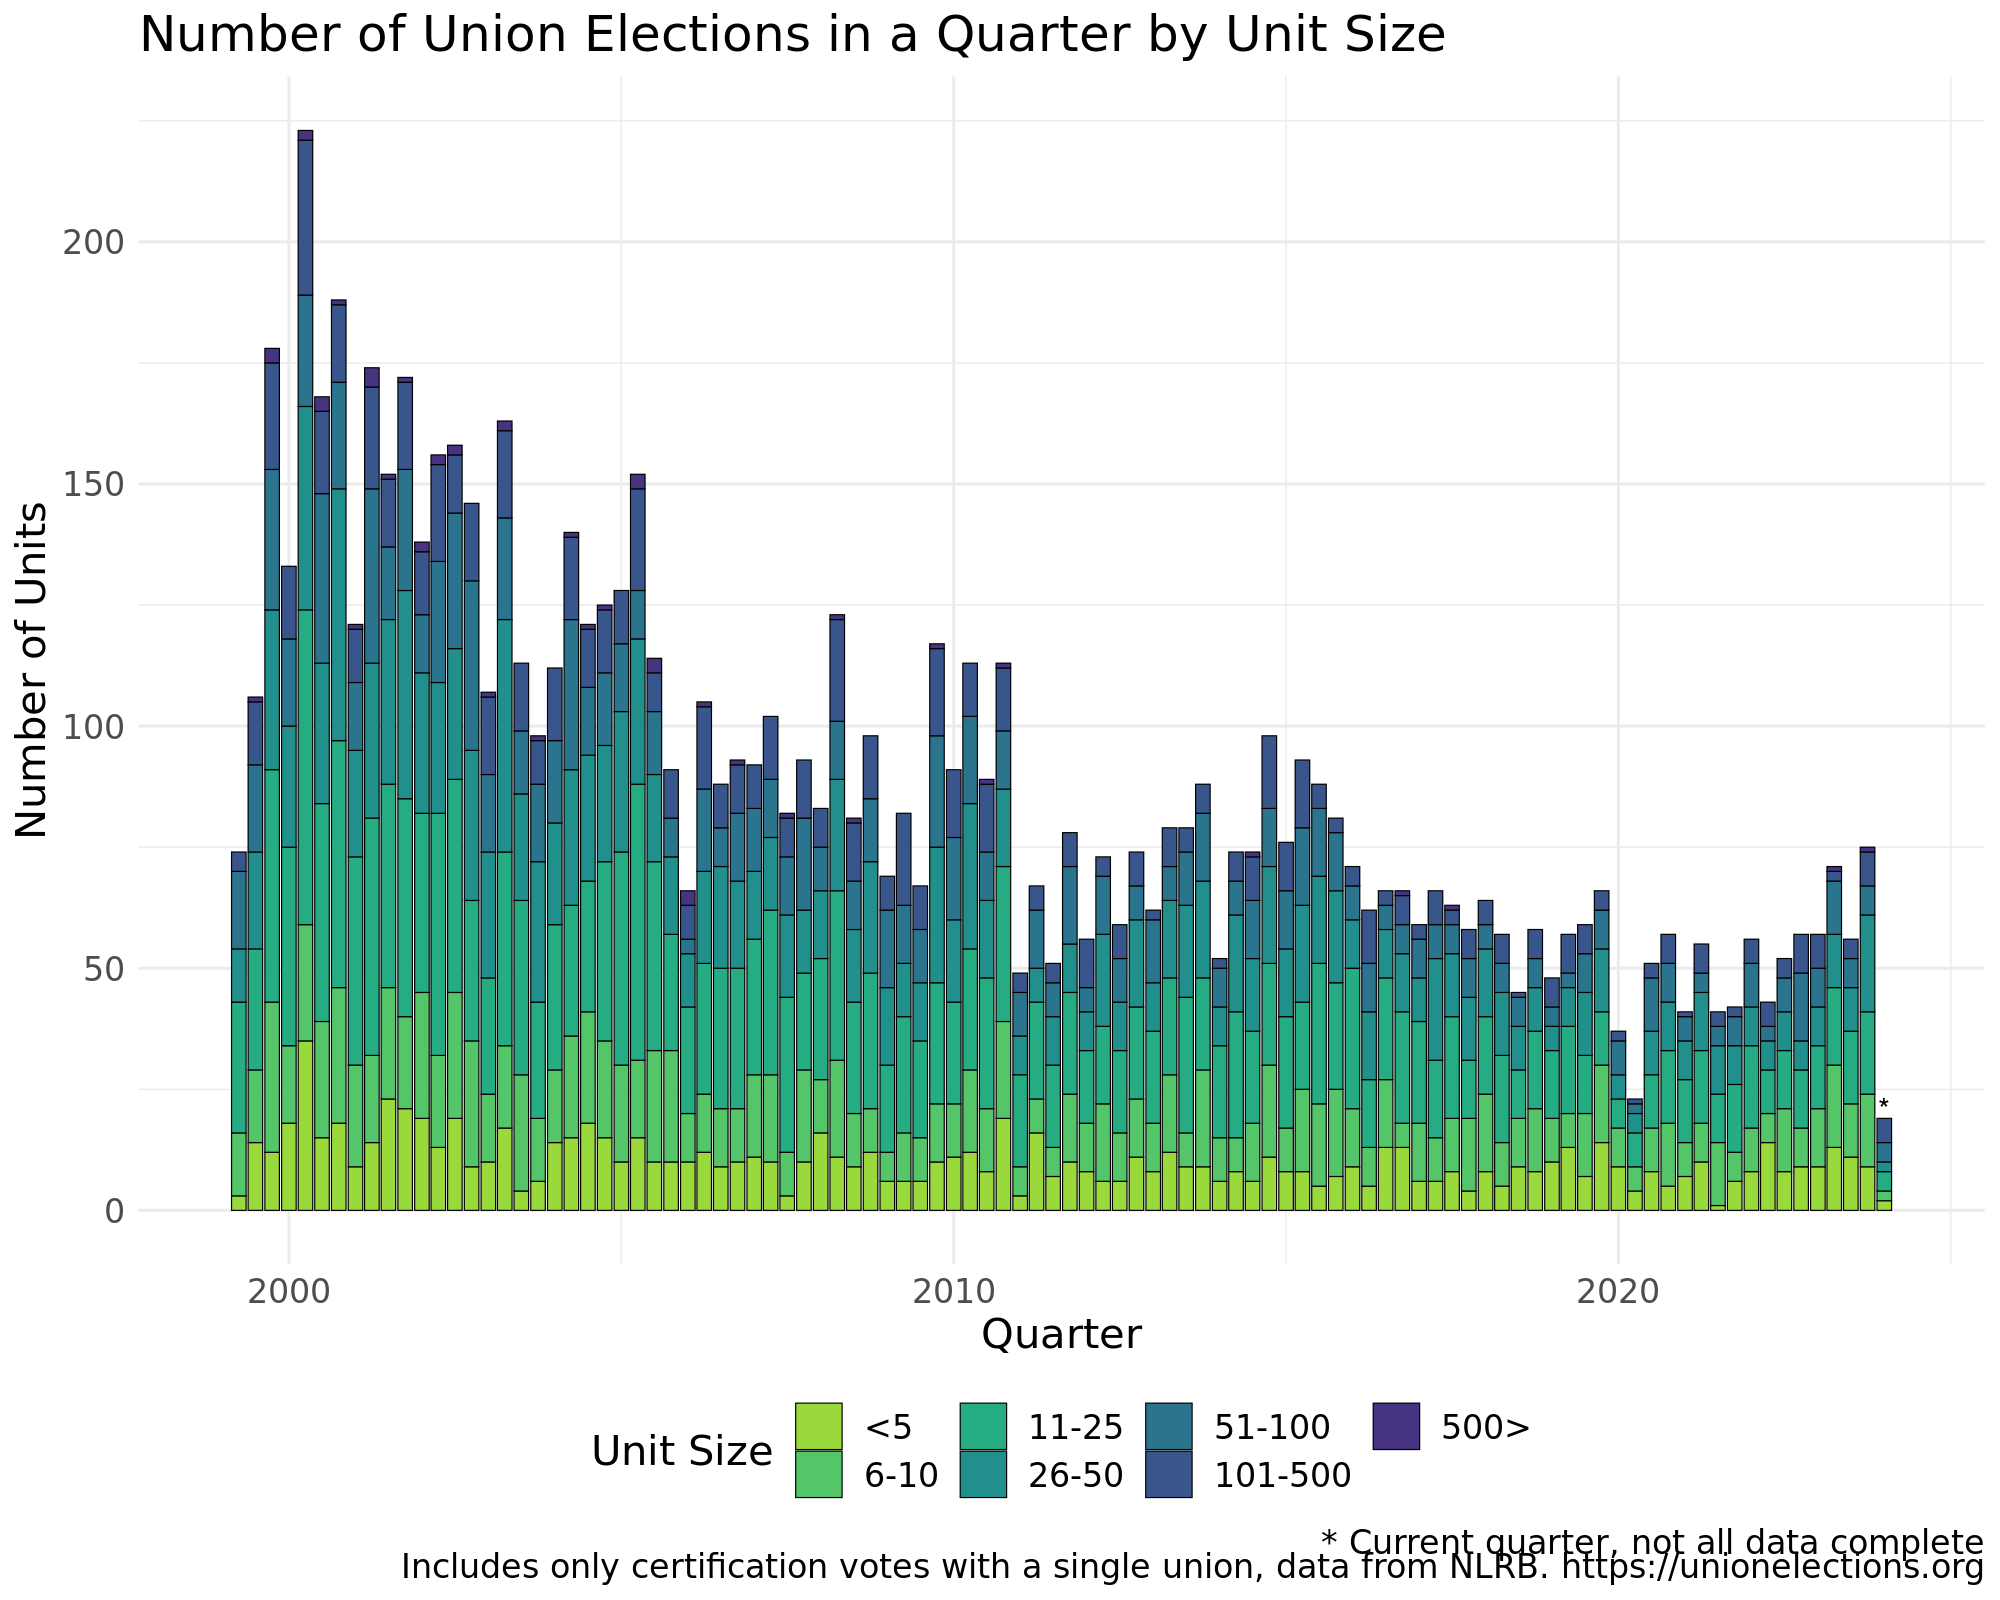 Number of Union Elections in a Quarter by Unit Size
Number of Units
200
150
100
50
0
*
2000 2010 2020
Quarter
Unit Size
<5 11-25 51-100 500>
6-10 26-50 101-500
* Current quarter, not all data complete
Includes only certification votes with a single union, data from NLRB. https://unionelections.org